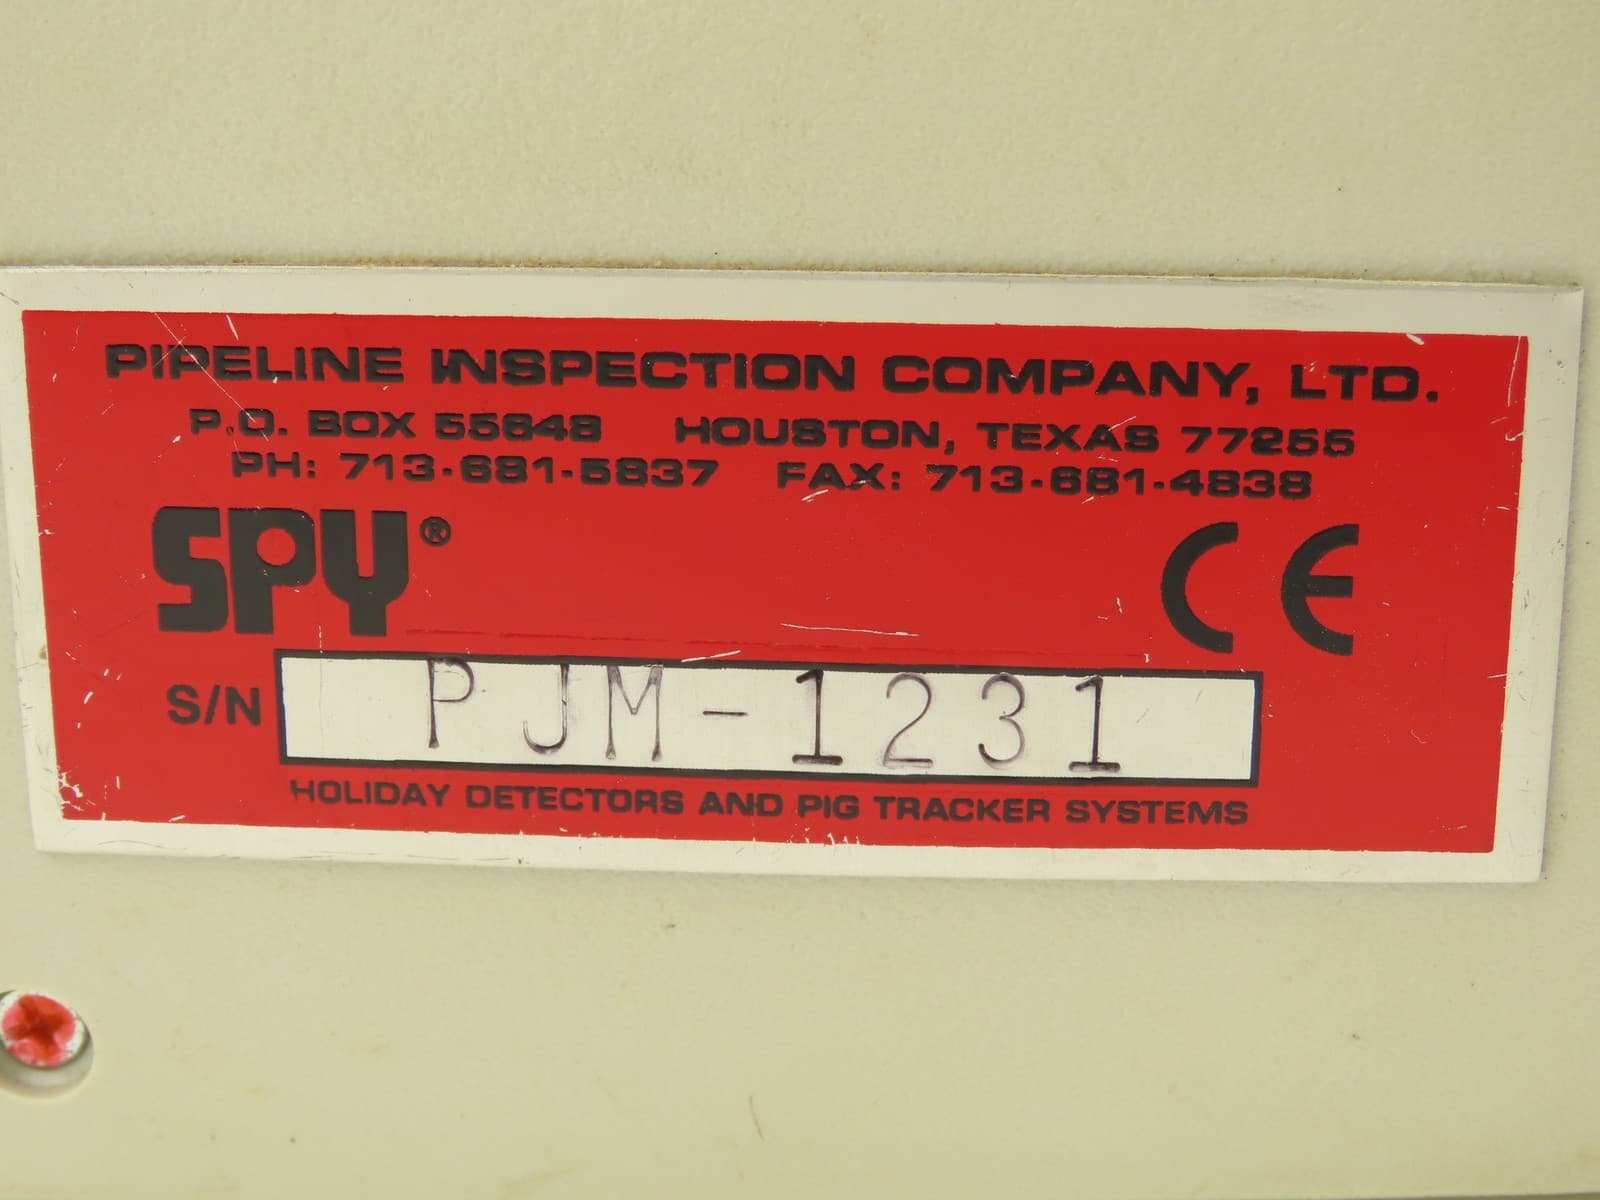 PIPELINE INSPECTION COMPANY, LTD.
P.O. BOX 55648 HOUSTON, TEXAS 77255
PH: 713-681-5837 FAX: 713-681-4838
SPY®
CE
S/N PJM-1231
HOLIDAY DETECTORS AND PIG TRACKER SYSTEMS